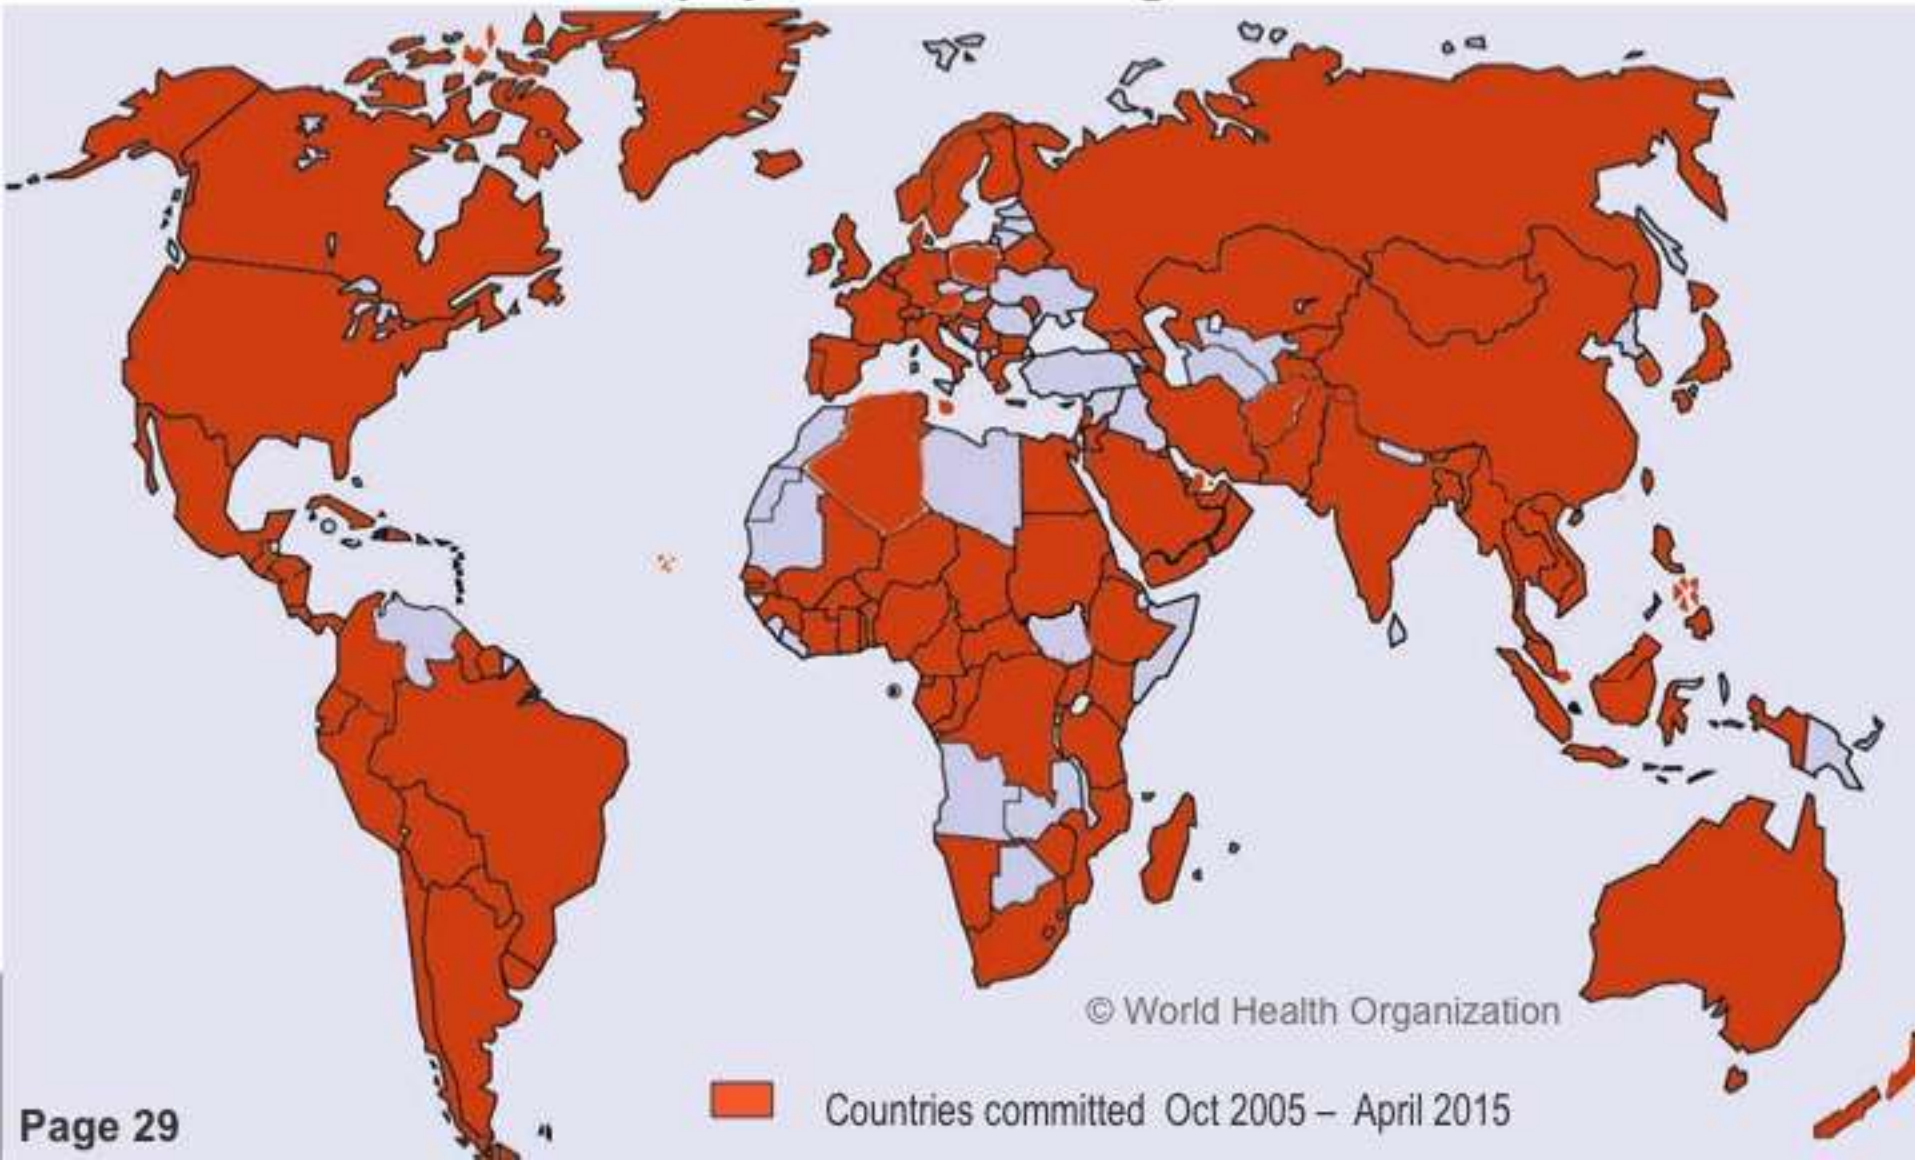 © World Health Organization
Countries committed Oct 2005 – April 2015
Page 29